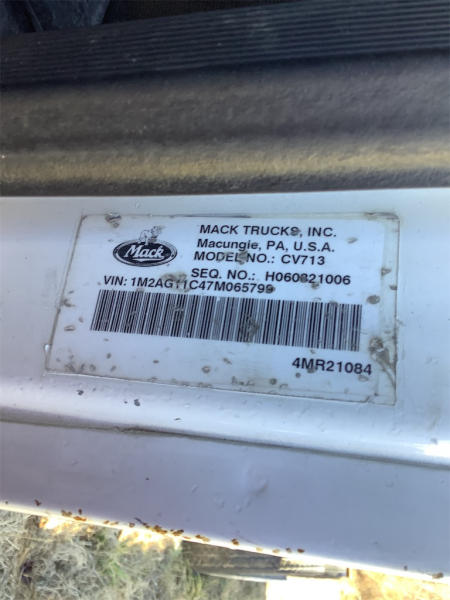 Mack
MACK TRUCKS, INC.
Macungie, PA, U.S.A.
MODEL NO.: CV713
SEQ. NO.: H060821006
VIN: 1M2AG11C47M065799
4MR21084